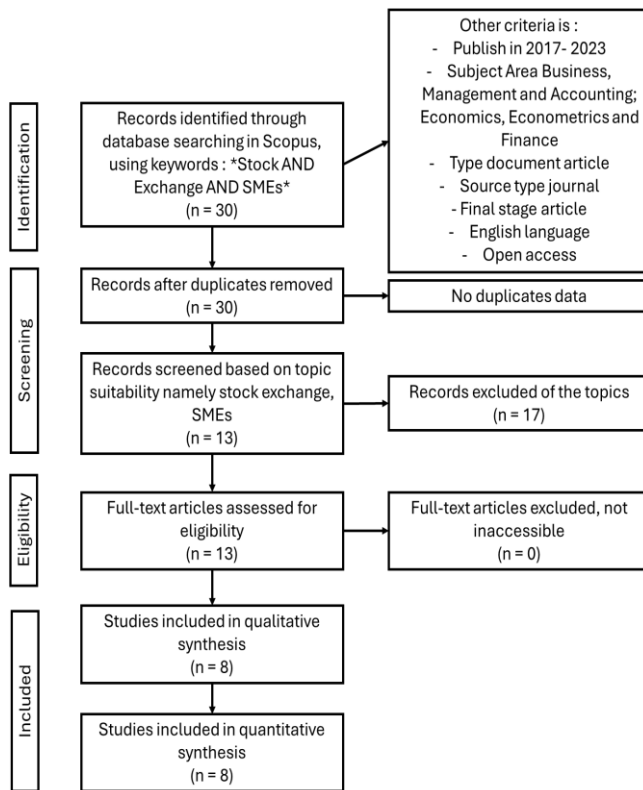 Identification
Records identified through
database searching in Scopus,
using keywords : *Stock AND
Exchange AND SMEs*
(n = 30)
Other criteria is :
- Publish in 2017- 2023
- Subject Area Business,
Management and Accounting;
Economics, Econometrics and
Finance
- Type document article
- Source type journal
- Final stage article
- English language
- Open access
Screening
Records after duplicates removed
(n = 30)
No duplicates data
Records screened based on topic
suitability namely stock exchange,
SMEs
(n = 13)
Records excluded of the topics
(n = 17)
Eligibility
Full-text articles assessed for
eligibility
(n = 13)
Full-text articles excluded, not
inaccessible
(n = 0)
Included
Studies included in qualitative
synthesis
(n = 8)
Studies included in quantitative
synthesis
(n = 8)